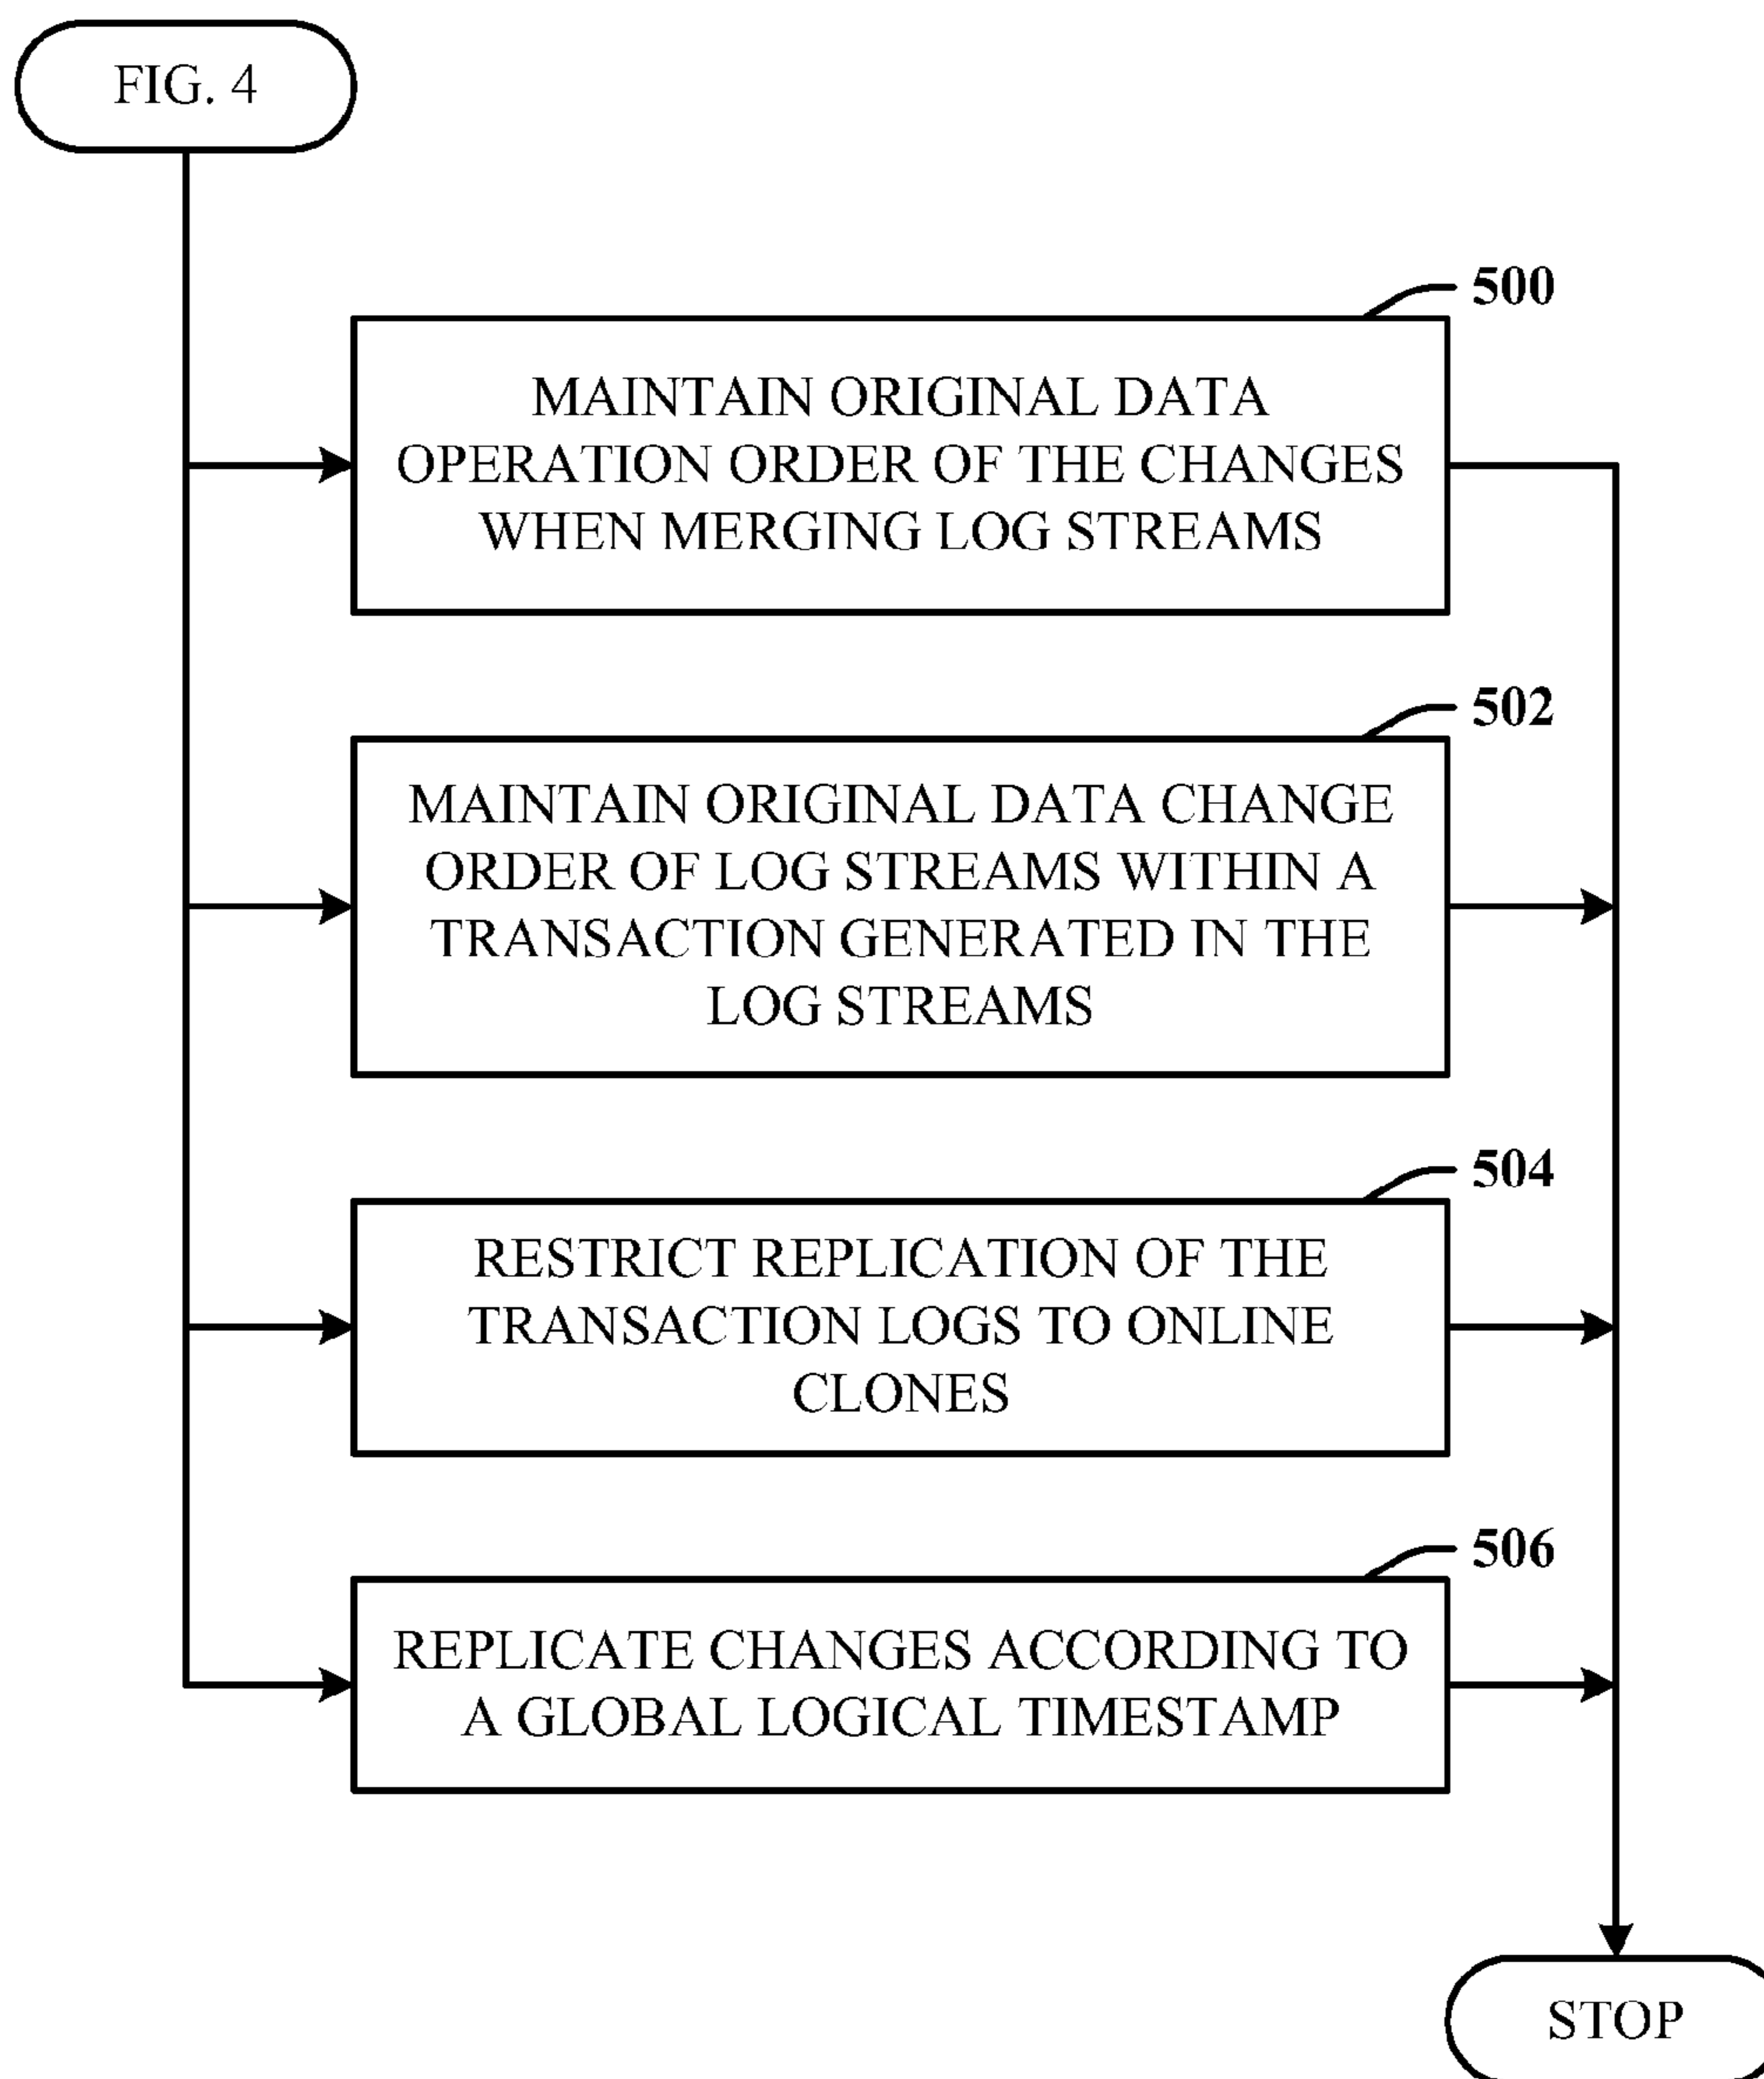 FIG. 4
500
MAINTAIN ORIGINAL DATA
OPERATION ORDER OF THE CHANGES
WHEN MERGING LOG STREAMS
502
MAINTAIN ORIGINAL DATA CHANGE
ORDER OF LOG STREAMS WITHIN A
TRANSACTION GENERATED IN THE
LOG STREAMS
504
RESTRICT REPLICATION OF THE
TRANSACTION LOGS TO ONLINE
CLONES
506
REPLICATE CHANGES ACCORDING TO
A GLOBAL LOGICAL TIMESTAMP
STOP